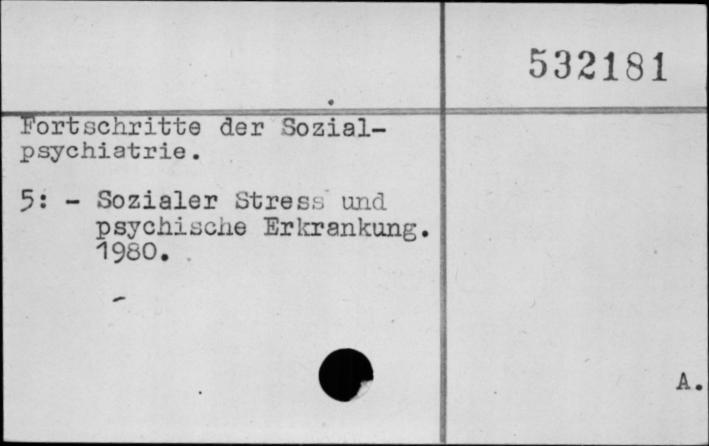 532181
Fortschritte der Sozial-
psychiatrie.
5: - Sozialer Stress und
psychische Erkrankung.
1980.
A.